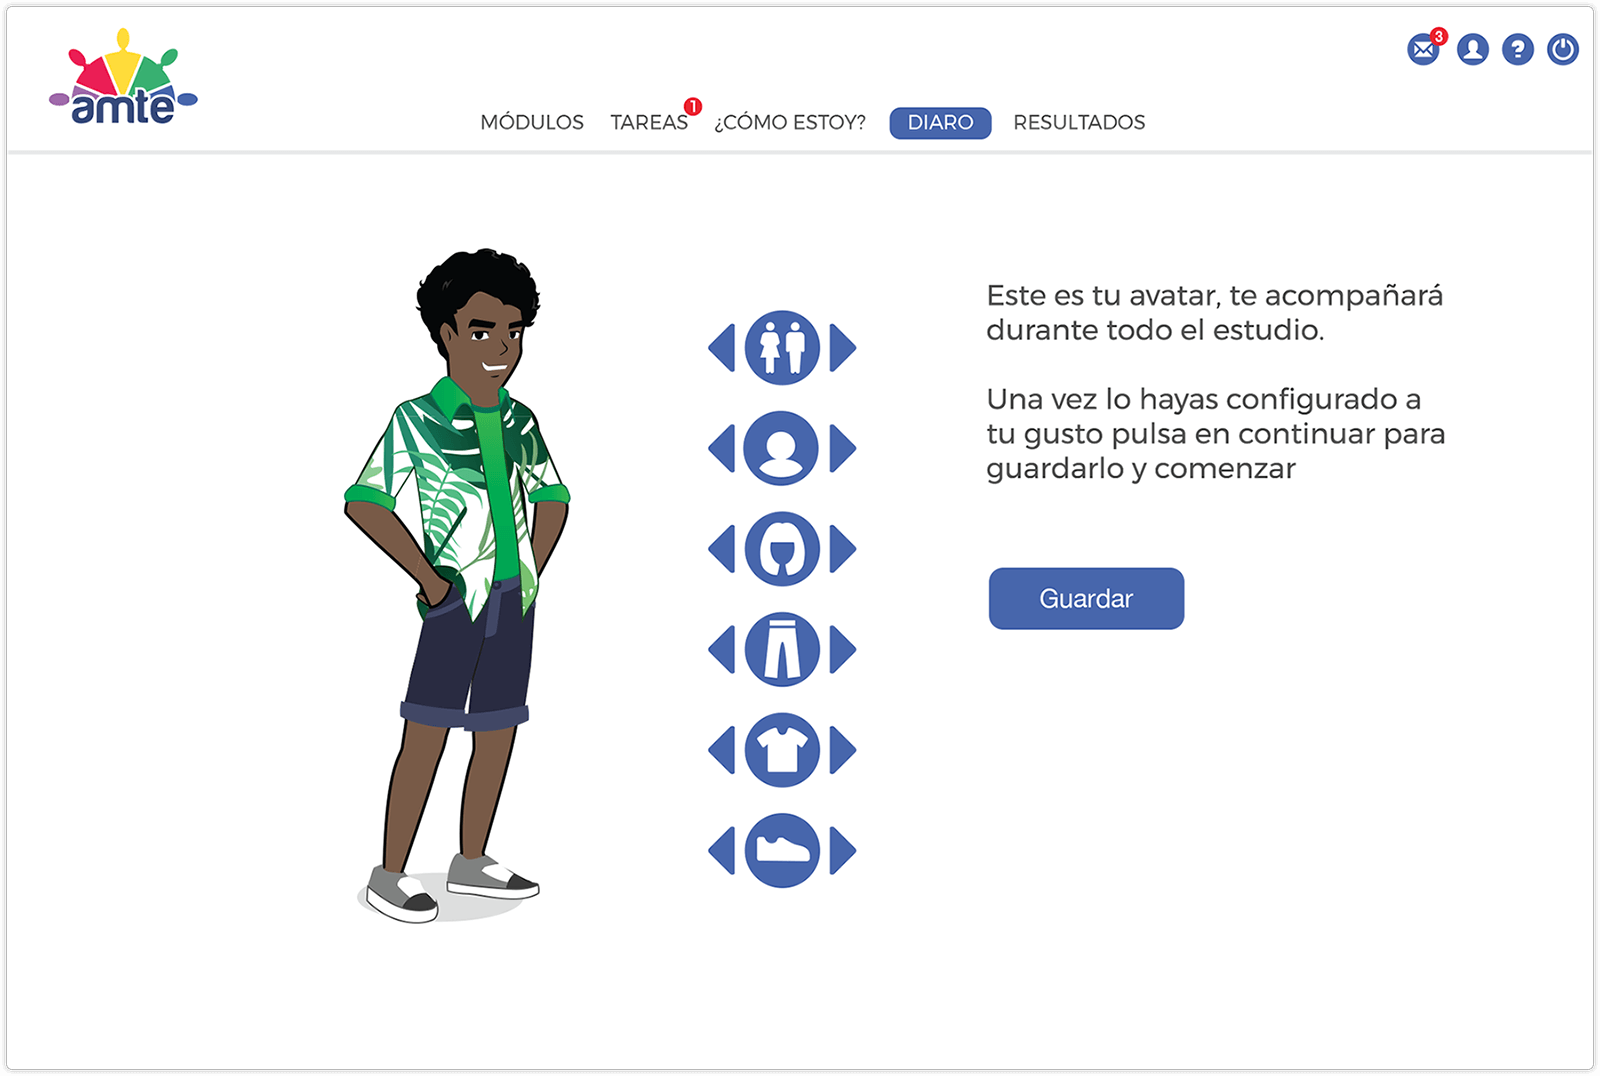 amte
3
MÓDULOS TAREAS 1 ¿CÓMO ESTOY? DIARO RESULTADOS
Este es tu avatar, te acompañará
durante todo el estudio.
Una vez lo hayas configurado a
tu gusto pulsa en continuar para
guardarlo y comenzar
Guardar